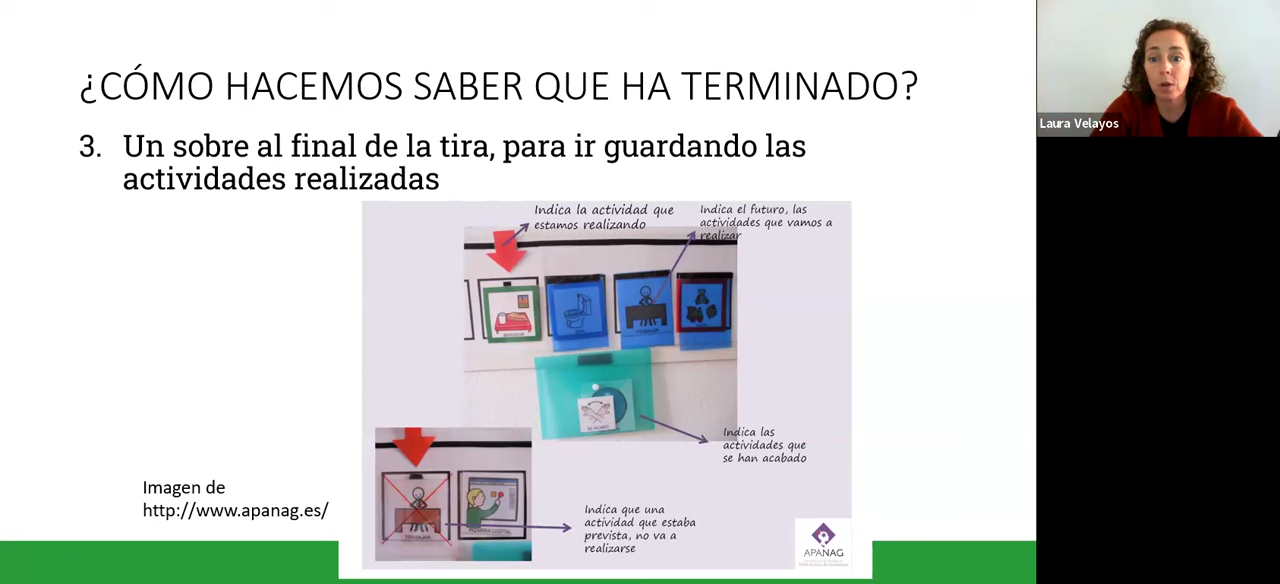 ¿CÓMO HACEMOS SABER QUE HA TERMINADO?
Laura Velayos
3. Un sobre al final de la tira, para ir guardando las
actividades realizadas
Indica la actividad que
estamos realizando
Indica el futuro, las
actividades que vamos a
realizar
Indica las
actividades que
se han acabado
Imagen de
http://www.apanag.es/
TRABAJAR
PIZARRA DIGITAL
Indica que una
actividad que estaba
prevista, no va a
realizarse
APANAG